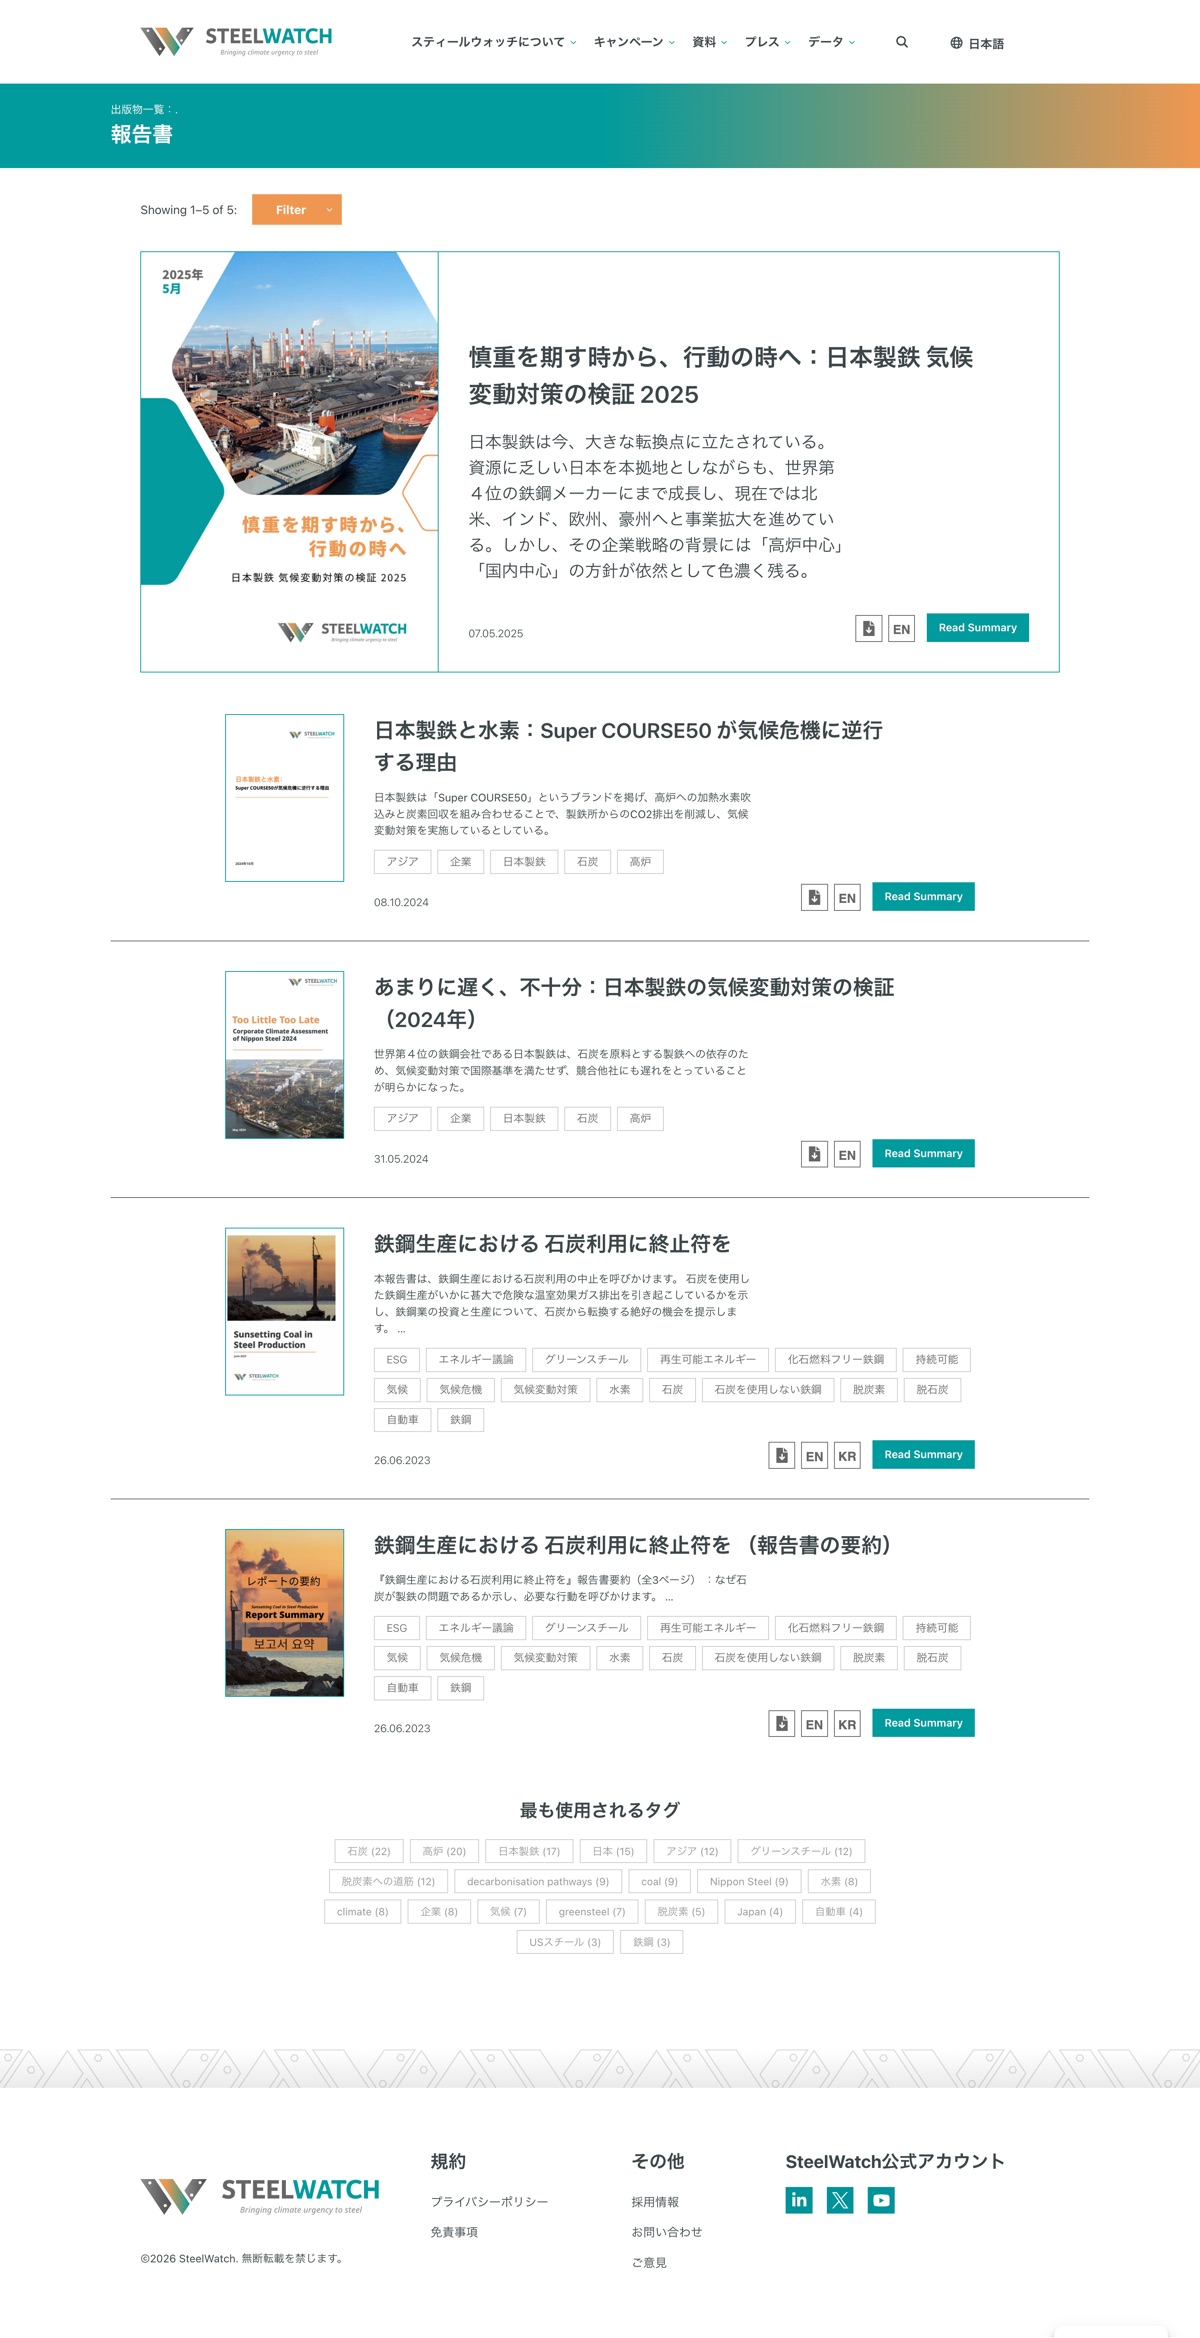 STEELWATCH
Bringing climate urgency to steel
スティールウォッチについて キャンペーン 資料 プレス データ 日本語
出版物一覧：.
報告書
Showing 1–5 of 5:
Filter
2025年
5月
慎重を期す時から、
行動の時へ
日本製鉄 気候変動対策の検証 2025
STEELWATCH
Bringing climate urgency to steel
慎重を期す時から、行動の時へ：日本製鉄 気候
変動対策の検証 2025
日本製鉄は今、大きな転換点に立たされている。
資源に乏しい日本を本拠地としながらも、世界第
４位の鉄鋼メーカーにまで成長し、現在では北
米、インド、欧州、豪州へと事業拡大を進めてい
る。しかし、その企業戦略の背景には「高炉中心」
「国内中心」の方針が依然として色濃く残る。
07.05.2025
EN
Read Summary
STEELWATCH
日本製鉄と水素：
Super COURSE50が気候危機に逆行する理由
2024年10月
日本製鉄と水素：Super COURSE50 が気候危機に逆行
する理由
日本製鉄は「Super COURSE50」というブランドを掲げ、高炉への加熱水素吹
込みと炭素回収を組み合わせることで、製鉄所からのCO2排出を削減し、気候
変動対策を実施しているとしている。
アジア 企業 日本製鉄 石炭 高炉
08.10.2024
EN
Read Summary
STEELWATCH
Too Little Too Late
Corporate Climate Assessment
of Nippon Steel 2024
May 2024
あまりに遅く、不十分：日本製鉄の気候変動対策の検証
（2024年）
世界第４位の鉄鋼会社である日本製鉄は、石炭を原料とする製鉄への依存のた
め、気候変動対策で国際基準を満たせず、競合他社にも遅れをとっていること
が明らかになった。
アジア 企業 日本製鉄 石炭 高炉
31.05.2024
EN
Read Summary
Sunsetting Coal in
Steel Production
June 2023
STEELWATCH
鉄鋼生産における 石炭利用に終止符を
本報告書は、鉄鋼生産における石炭利用の中止を呼びかけます。 石炭を使用し
た鉄鋼生産がいかに甚大で危険な温室効果ガス排出を引き起こしているかを示
し、鉄鋼業の投資と生産について、石炭から転換する絶好の機会を提示しま
す。 ...
ESG エネルギー議論 グリーンスチール 再生可能エネルギー 化石燃料フリー鉄鋼 持続可能
気候 気候危機 気候変動対策 水素 石炭 石炭を使用しない鉄鋼 脱炭素 脱石炭
自動車 鉄鋼
26.06.2023
EN KR
Read Summary
レポートの要約
Sunsetting Coal in Steel Production
Report Summary
보고서 요약
鉄鋼生産における 石炭利用に終止符を （報告書の要約）
『鉄鋼生産における石炭利用に終止符を』報告書要約（全3ページ） ：なぜ石
炭が製鉄の問題であるか示し、必要な行動を呼びかけます。 ...
ESG エネルギー議論 グリーンスチール 再生可能エネルギー 化石燃料フリー鉄鋼 持続可能
気候 気候危機 気候変動対策 水素 石炭 石炭を使用しない鉄鋼 脱炭素 脱石炭
自動車 鉄鋼
26.06.2023
EN KR
Read Summary
最も使用されるタグ
石炭 (22) 高炉 (20) 日本製鉄 (17) 日本 (15) アジア (12) グリーンスチール (12)
脱炭素への道筋 (12) decarbonisation pathways (9) coal (9) Nippon Steel (9) 水素 (8)
climate (8) 企業 (8) 気候 (7) greensteel (7) 脱炭素 (5) Japan (4) 自動車 (4)
USスチール (3) 鉄鋼 (3)
STEELWATCH
Bringing climate urgency to steel
©2026 SteelWatch. 無断転載を禁じます。
規約
プライバシーポリシー
免責事項
その他
採用情報
お問い合わせ
ご意見
SteelWatch公式アカウント